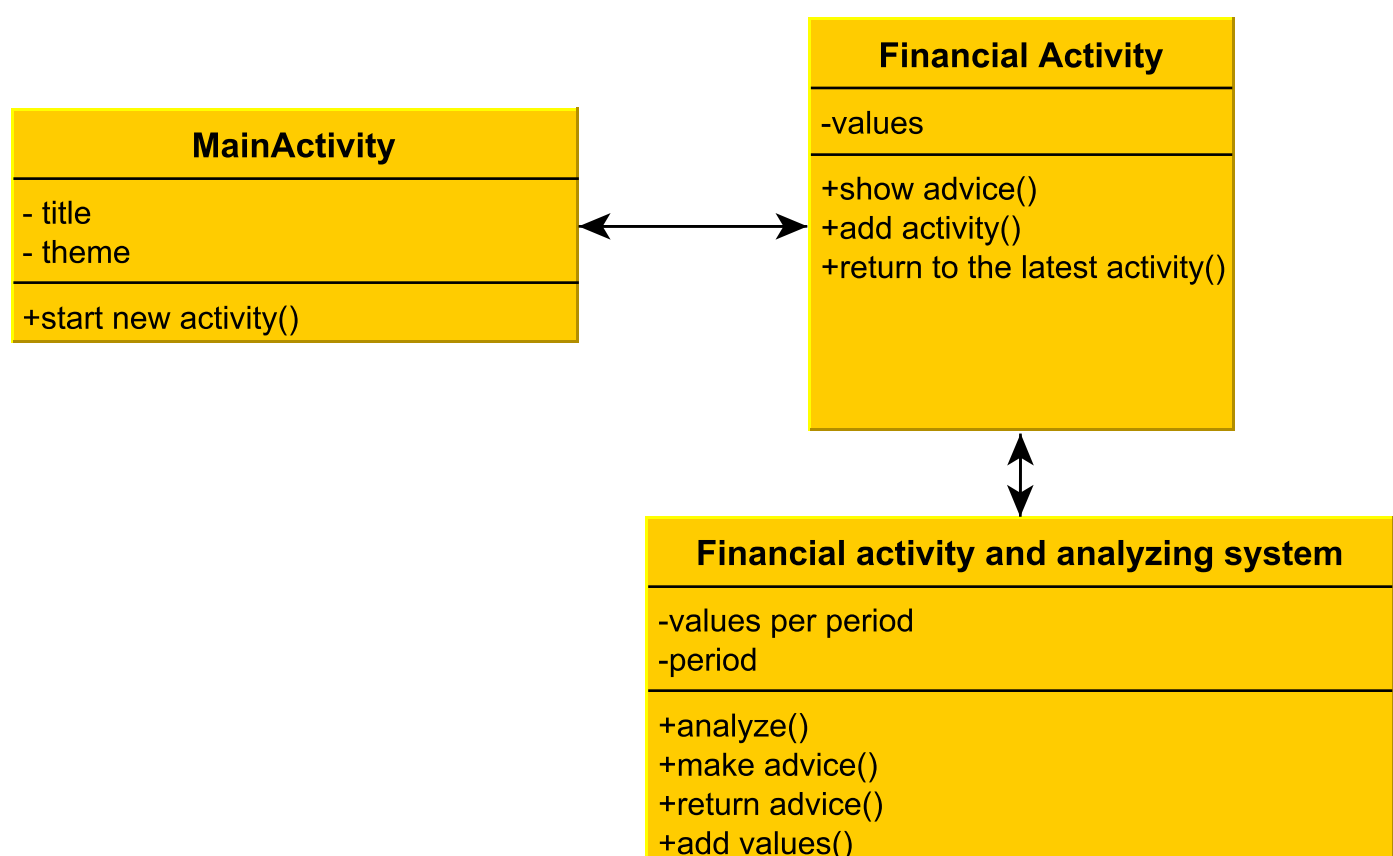 Financial Activity
-values
+show advice()
+add activity()
+return to the latest activity()
MainActivity
- title
- theme
+start new activity()
Financial activity and analyzing system
-values per period
-period
+analyze()
+make advice()
+return advice()
+add values()